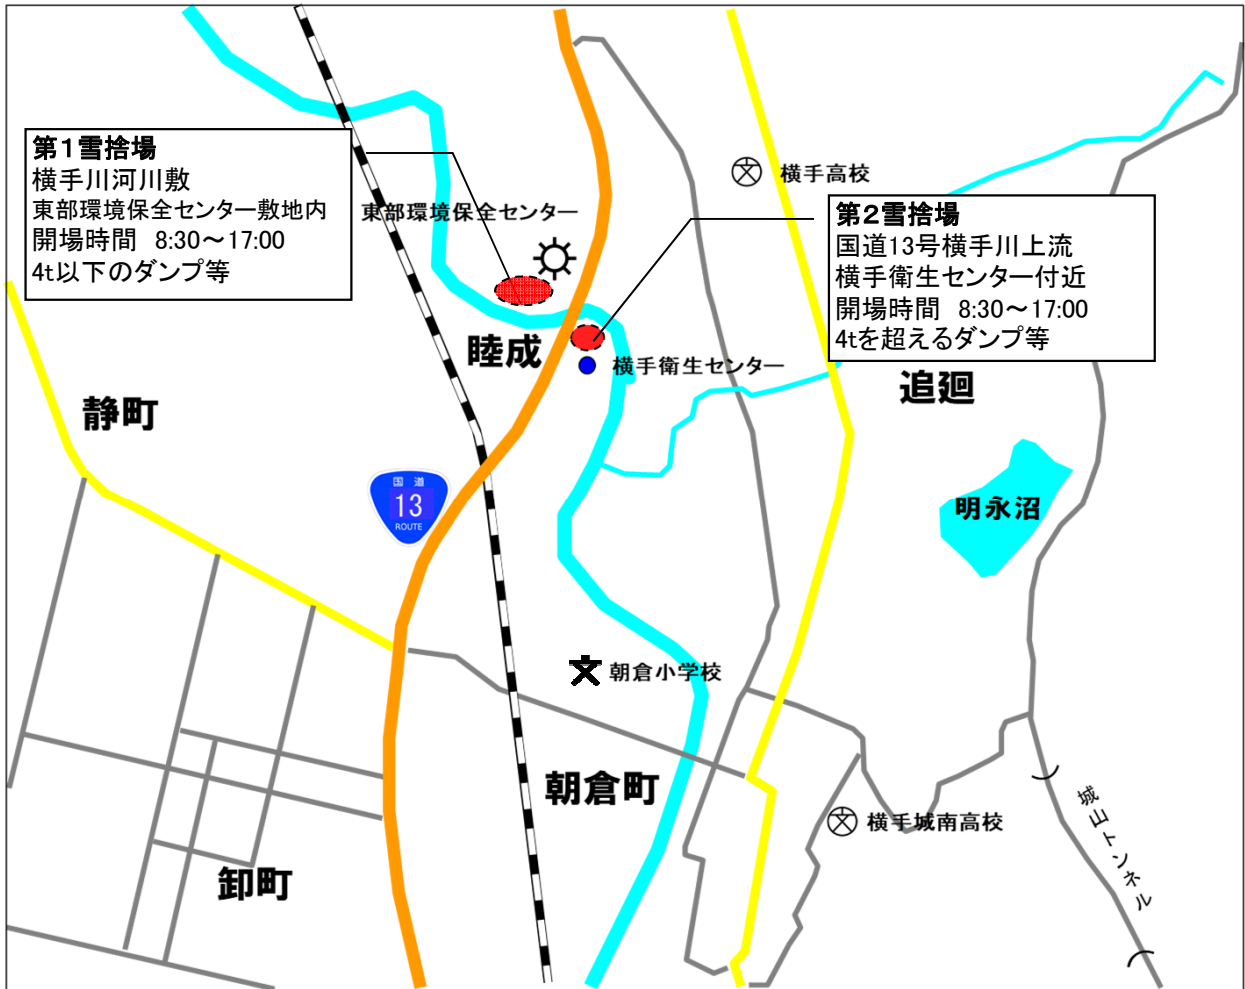 第1雪捨場
横手川河川敷
東部環境保全センター敷地内
開場時間 8:30～17:00
4t以下のダンプ等
東部環境保全センター
横手高校
第2雪捨場
国道13号横手川上流
横手衛生センター付近
開場時間 8:30～17:00
4tを超えるダンプ等
睦成
横手衛生センター
追廻
静町
国道
13
ROUTE
明永沼
朝倉小学校
朝倉町
横手城南高校
城山トンネル
卸町